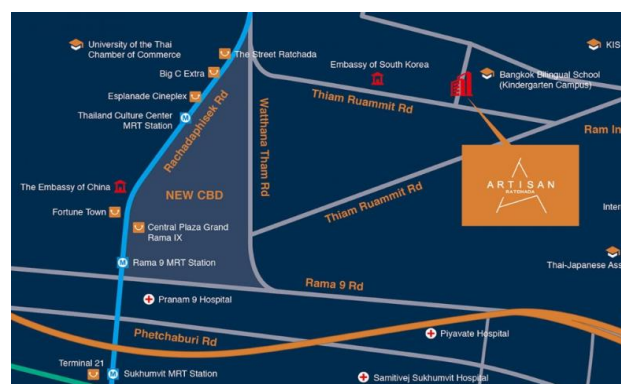 University of the Thai
Chamber of Commerce
The Street Ratchada
Big C Extra
Esplanade Cineplex
Thailand Culture Center
MRT Station
Rachadaphisek Rd
Watthana Tham Rd
Embassy of South Korea
Thiam Ruammit Rd
Bangkok Bilingual School
(Kindergarten Campus)
KIS
Ram In
ARTISAN
RATCHADA
The Embassy of China
NEW CBD
Thiam Ruammit Rd
Fortune Town
Central Plaza Grand
Rama IX
Inter
Thai-Japanese Ass
Rama 9 MRT Station
Rama 9 Rd
Pranam 9 Hospital
Phetchaburi Rd
Piyavate Hospital
Terminal 21
Sukhumvit MRT Station
Samitivej Sukhumvit Hospital